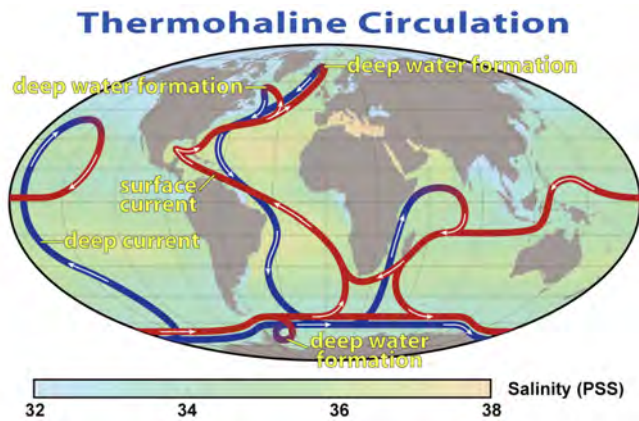 Thermohaline Circulation
deep water formation
deep water formation
surface
current
deep current
deep water
formation
Salinity (PSS)
32 34 36 38